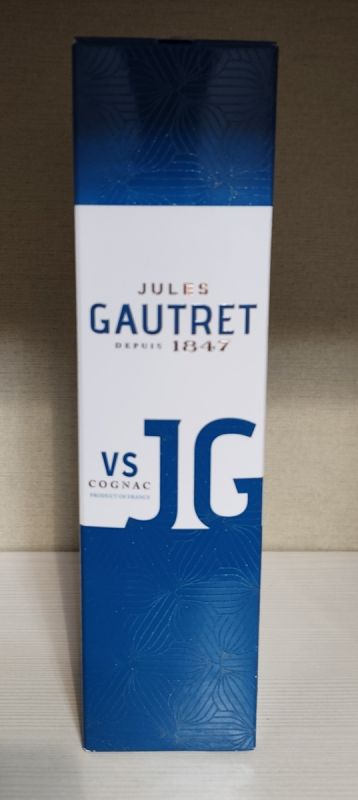 JULES
GAUTRET
DEPUIS 1847
JG
VS
COGNAC
PRODUCT OF FRANCE